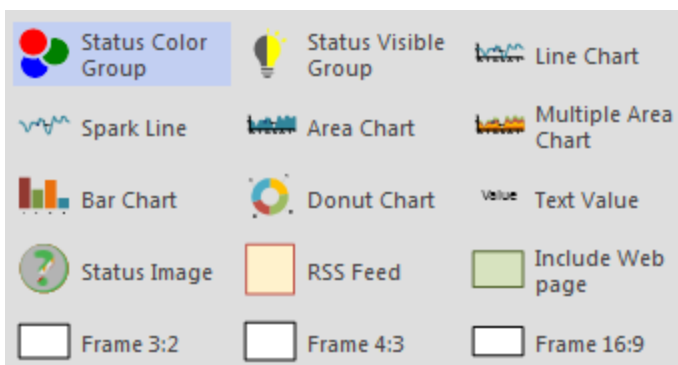 Status Color
Group
Status Visible
Group
Line Chart
Spark Line
Area Chart
Multiple Area
Chart
Bar Chart
Donut Chart
Value
Text Value
?
Status Image
RSS Feed
Include Web
page
Frame 3:2
Frame 4:3
Frame 16:9